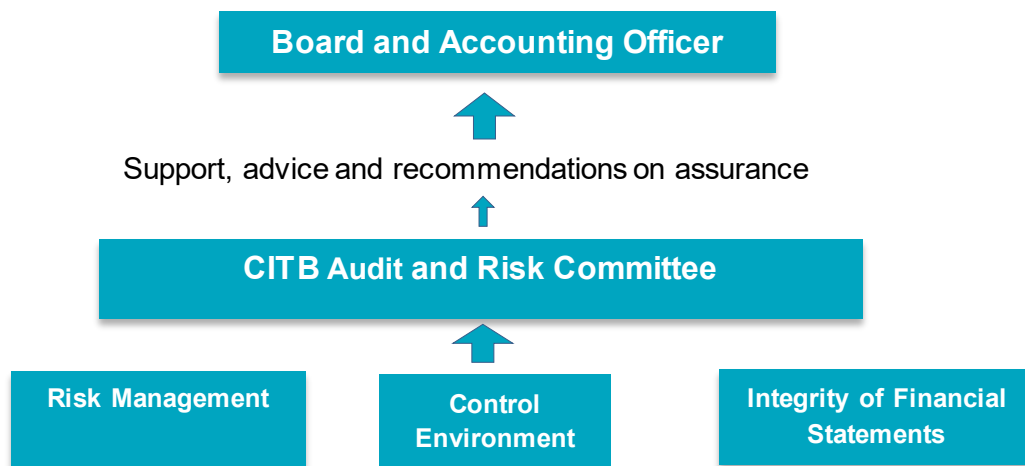 Board and Accounting Officer
Support, advice and recommendations on assurance
CITB Audit and Risk Committee
Risk Management
Control
Environment
Integrity of Financial
Statements